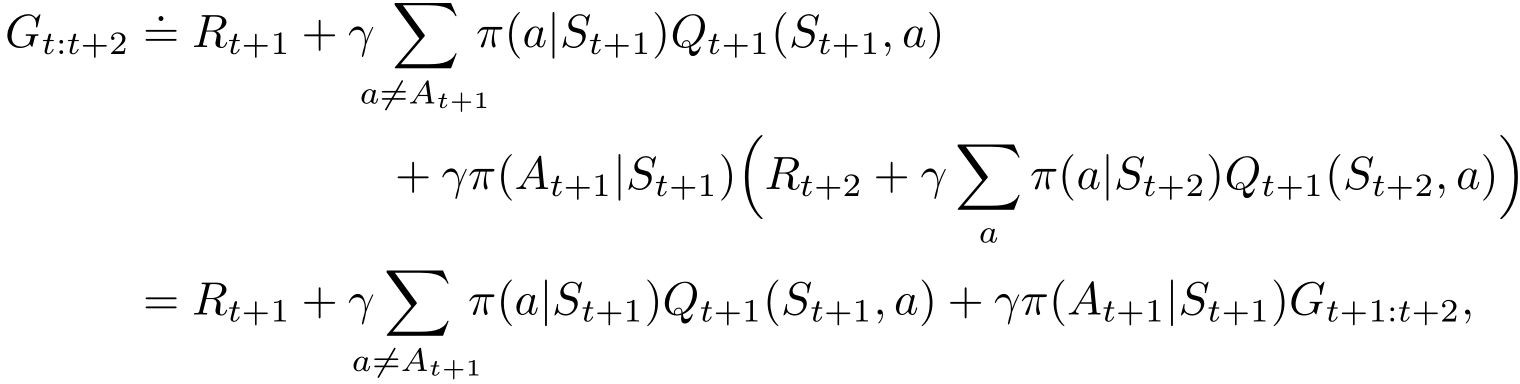 $G_{t:t+2} \doteq R_{t+1} + \gamma \sum_{a \neq A_{t+1}} \pi(a|S_{t+1}) Q_{t+1}(S_{t+1}, a)$
$+ \gamma \pi(A_{t+1}|S_{t+1}) \Big( R_{t+2} + \gamma \sum_{a} \pi(a|S_{t+2}) Q_{t+1}(S_{t+2}, a) \Big)$
$= R_{t+1} + \gamma \sum_{a \neq A_{t+1}} \pi(a|S_{t+1}) Q_{t+1}(S_{t+1}, a) + \gamma \pi(A_{t+1}|S_{t+1}) G_{t+1:t+2},$